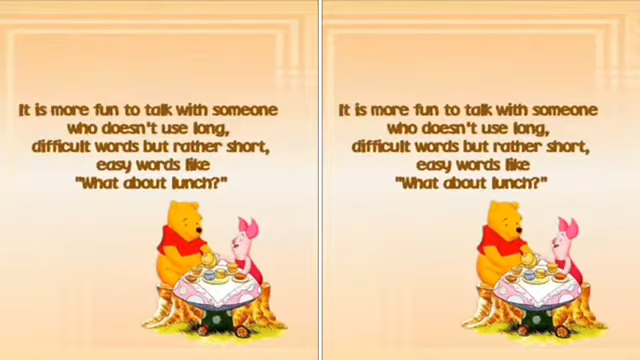 It is more fun to talk with someone
who doesn't use long,
difficult words but rather short,
easy words like
"What about lunch?"
It is more fun to talk with someone
who doesn't use long,
difficult words but rather short,
easy words like
"What about lunch?"